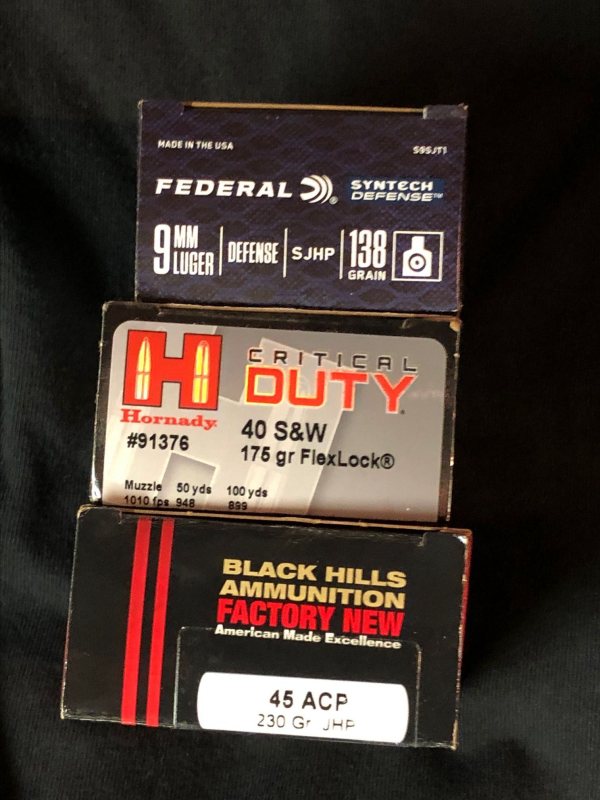 MADE IN THE USA S9SJT1
FEDERAL® SYNTECH
DEFENSE™
9MM LUGER DEFENSE SJHP 138 GRAIN
H CRITICAL
DUTY®
Hornady®
#91376 40 S&W
175 gr FlexLock®
Muzzle 50 yds 100 yds
1010 fps 948 899
BLACK HILLS
AMMUNITION
FACTORY NEW
American Made Excellence
45 ACP
230 Gr JHP